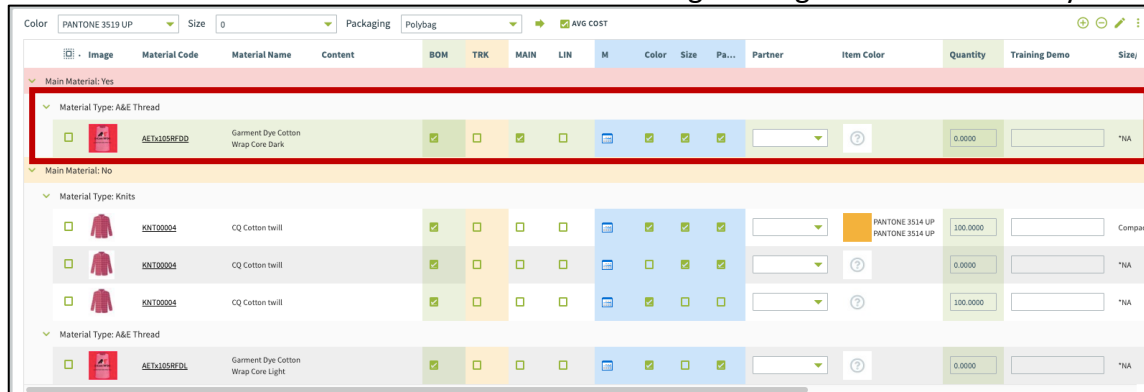 Color PANTONE 3519 UP Size 0 Packaging Polybag AVG COST
Image Material Code Material Name Content BOM TRK MAIN LIN M Color Size Pa... Partner Item Color Quantity Training Demo Size/
Main Material: Yes
Material Type: A&E Thread
AETx105RFDD Garment Dye Cotton Wrap Core Dark 0.0000 *NA
Main Material: No
Material Type: Knits
KNT00004 CQ Cotton twill PANTONE 3514 UP PANTONE 3514 UP 100.0000 Compac
KNT00004 CQ Cotton twill 0.0000 *NA
KNT00004 CQ Cotton twill 100.0000 *NA
Material Type: A&E Thread
AETx105RFDL Garment Dye Cotton Wrap Core Light 0.0000 *NA